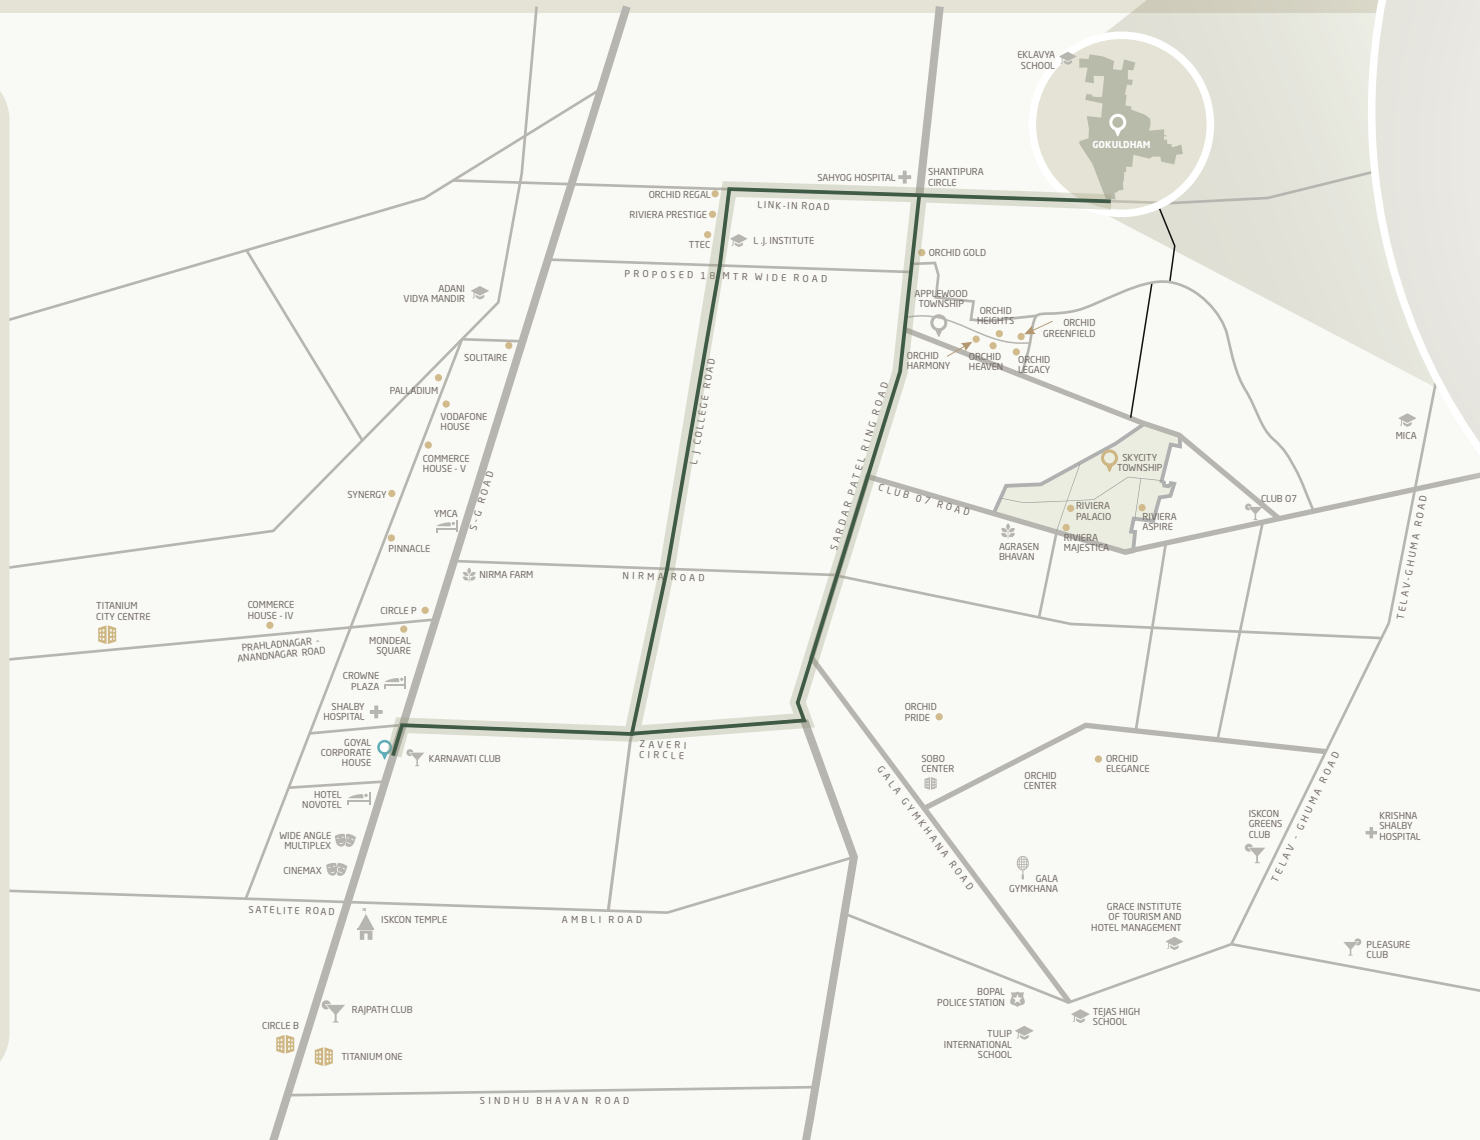 EKLAVYA
SCHOOL
GOKULDHAM
SAHYOG HOSPITAL
SHANTIPURA
CIRCLE
ORCHID REGAL
LINK-IN ROAD
RIVIERA PRESTIGE
TTEC
L.J. INSTITUTE
ORCHID GOLD
PROPOSED 18 MTR WIDE ROAD
ADANI
VIDYA MANDIR
APPLEWOOD
TOWNSHIP
ORCHID
HEIGHTS
ORCHID
GREENFIELD
ORCHID
HARMONY
ORCHID
HEAVEN
ORCHID
LEGACY
SOLITAIRE
PALLADIUM
VODAFONE
HOUSE
COMMERCE
HOUSE - V
L J COLLEGE ROAD
SARDAR PATEL RING ROAD
S-G ROAD
MICA
SKYCITY
TOWNSHIP
SYNERGY
YMCA
PINNACLE
CLUB 07 ROAD
CLUB 07
RIVIERA
PALACIO
RIVIERA
ASPIRE
RIVIERA
MAJESTICA
AGRASEN
BHAVAN
TELAV-GHUMA ROAD
NIRMA FARM
NIRMA ROAD
TITANIUM
CITY CENTRE
COMMERCE
HOUSE - IV
CIRCLE P
PRAHLADNAGAR -
ANANDNAGAR ROAD
MONDEAL
SQUARE
CROWNE
PLAZA
SHALBY
HOSPITAL
GOYAL
CORPORATE
HOUSE
KARNAVATI CLUB
ZAVERI
CIRCLE
ORCHID
PRIDE
SOBO
CENTER
ORCHID
CENTER
ORCHID
ELEGANCE
GALA GYMKHANA ROAD
TELAV - GHUMA ROAD
HOTEL
NOVOTEL
WIDE ANGLE
MULTIPLEX
CINEMAX
ISKCON
GREENS
CLUB
KRISHNA
SHALBY
HOSPITAL
GALA
GYMKHANA
SATELITE ROAD
ISKCON TEMPLE
AMBLI ROAD
GRACE INSTITUTE
OF TOURISM AND
HOTEL MANAGEMENT
PLEASURE
CLUB
BOPAL
POLICE STATION
TEJAS HIGH
SCHOOL
TULIP
INTERNATIONAL
SCHOOL
RAJPATH CLUB
CIRCLE B
TITANIUM ONE
SINDHU BHAVAN ROAD